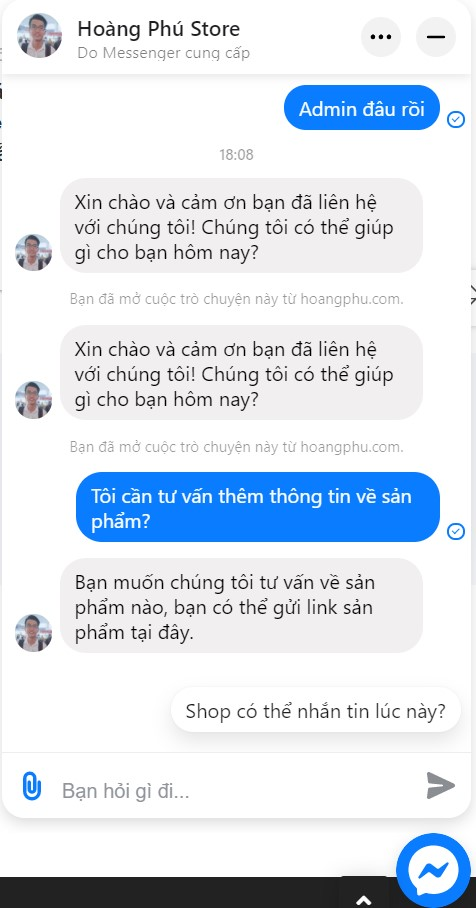 Hoàng Phú Store
Do Messenger cung cấp
Admin đâu rồi
18:08
Xin chào và cảm ơn bạn đã liên hệ
với chúng tôi! Chúng tôi có thể giúp
gì cho bạn hôm nay?
Bạn đã mở cuộc trò chuyện này từ hoangphu.com.
Xin chào và cảm ơn bạn đã liên hệ
với chúng tôi! Chúng tôi có thể giúp
gì cho bạn hôm nay?
Bạn đã mở cuộc trò chuyện này từ hoangphu.com.
Tôi cần tư vấn thêm thông tin về sản
phẩm?
Bạn muốn chúng tôi tư vấn về sản
phẩm nào, bạn có thể gửi link sản
phẩm tại đây.
Shop có thể nhắn tin lúc này?
Bạn hỏi gì đi...